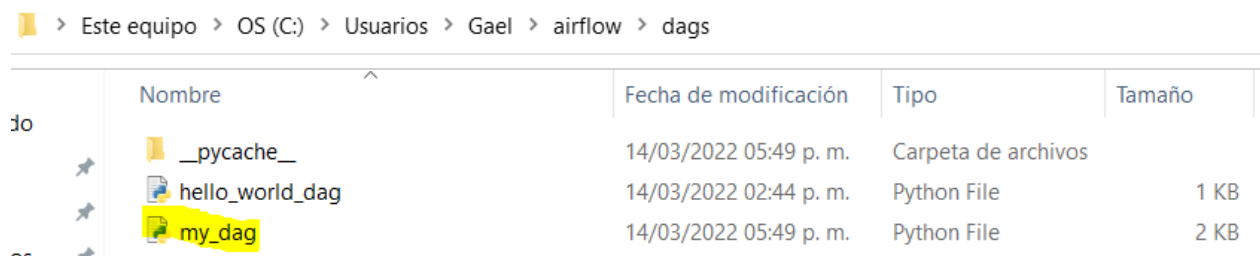 Este equipo > OS (C:) > Usuarios > Gael > airflow > dags
Nombre Fecha de modificación Tipo Tamaño
do
__pycache__ 14/03/2022 05:49 p. m. Carpeta de archivos
hello_world_dag 14/03/2022 02:44 p. m. Python File 1 KB
my_dag 14/03/2022 05:49 p. m. Python File 2 KB